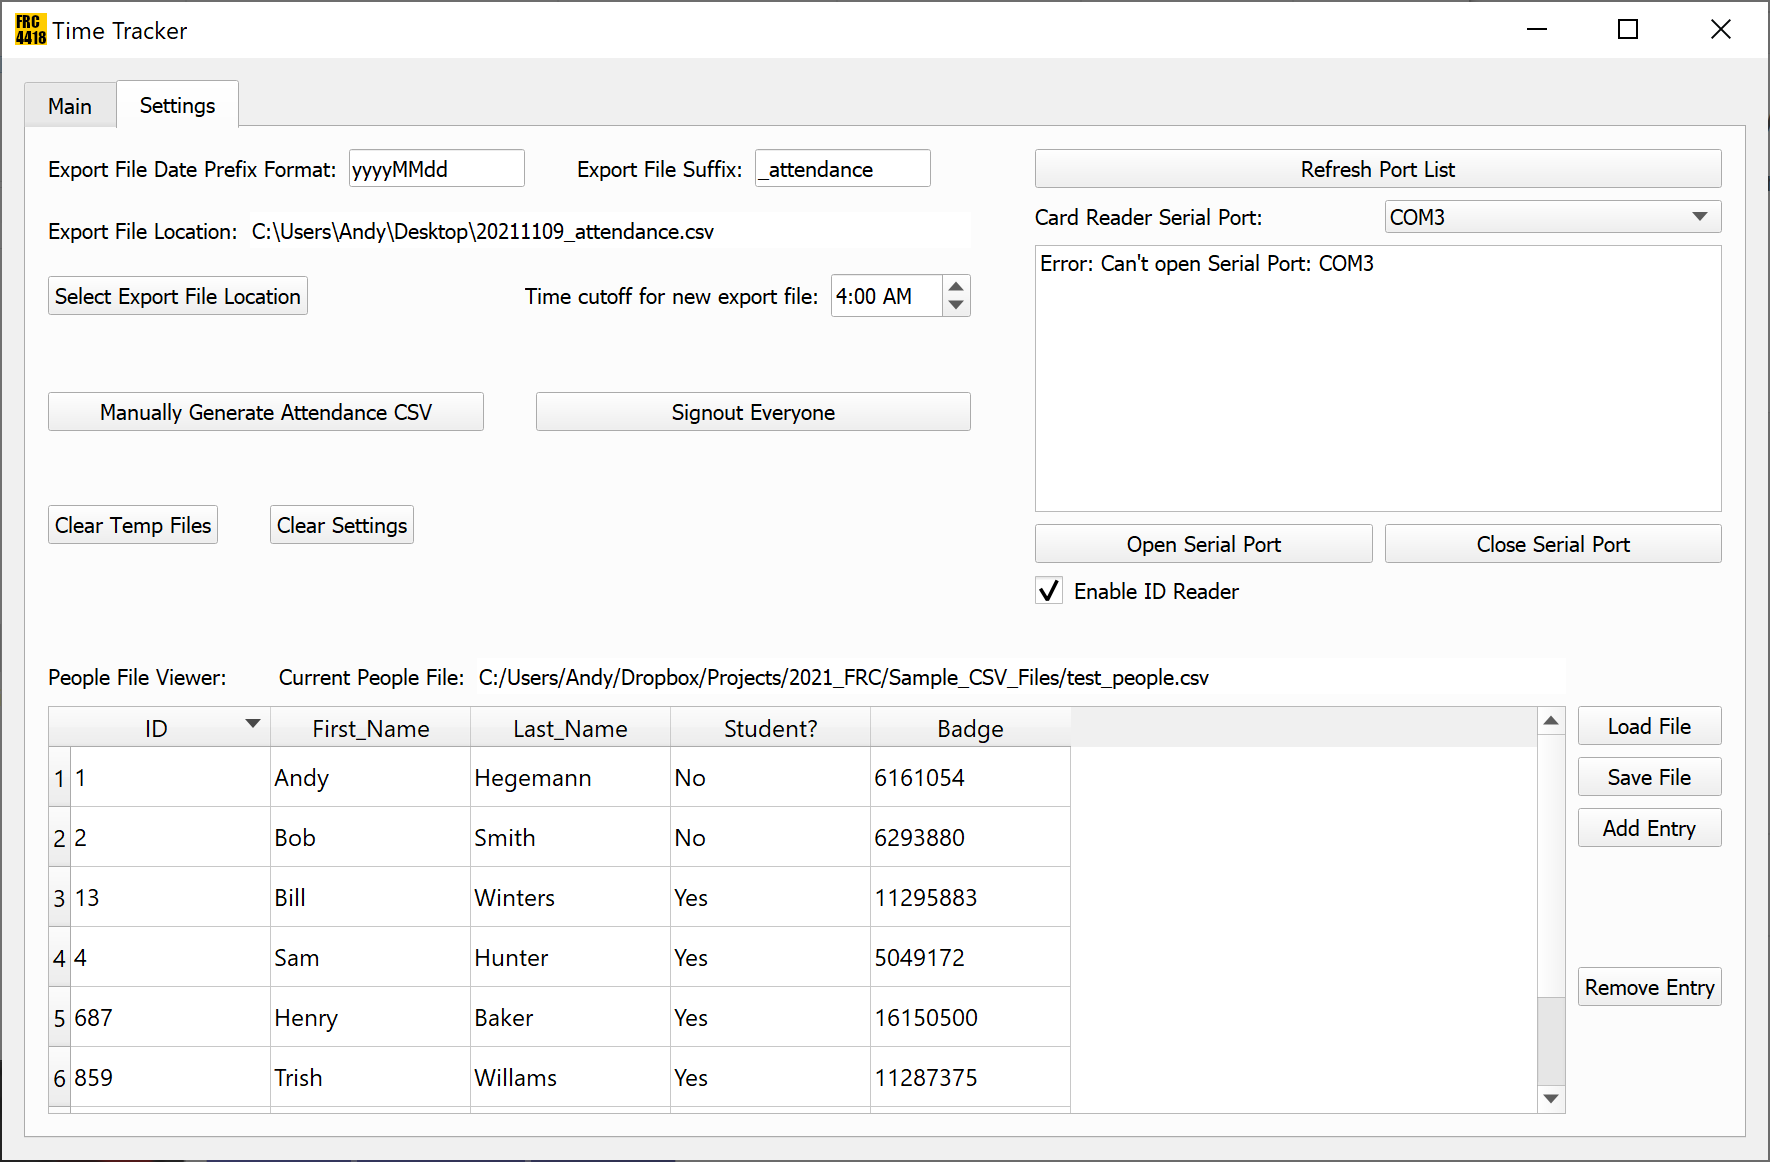 FRC
4418
Time Tracker
Main
Settings
Export File Date Prefix Format: yyyyMMdd
Export File Suffix: _attendance
Export File Location: C:\Users\Andy\Desktop\20211109_attendance.csv
Select Export File Location
Time cutoff for new export file: 4:00 AM
Manually Generate Attendance CSV
Signout Everyone
Clear Temp Files
Clear Settings
Refresh Port List
Card Reader Serial Port: COM3
Error: Can't open Serial Port: COM3
Open Serial Port
Close Serial Port
Enable ID Reader
People File Viewer:
Current People File: C:/Users/Andy/Dropbox/Projects/2021_FRC/Sample_CSV_Files/test_people.csv
ID First_Name Last_Name Student? Badge
1 1 Andy Hegemann No 6161054
2 2 Bob Smith No 6293880
3 13 Bill Winters Yes 11295883
4 4 Sam Hunter Yes 5049172
5 687 Henry Baker Yes 16150500
6 859 Trish Willams Yes 11287375
Load File
Save File
Add Entry
Remove Entry